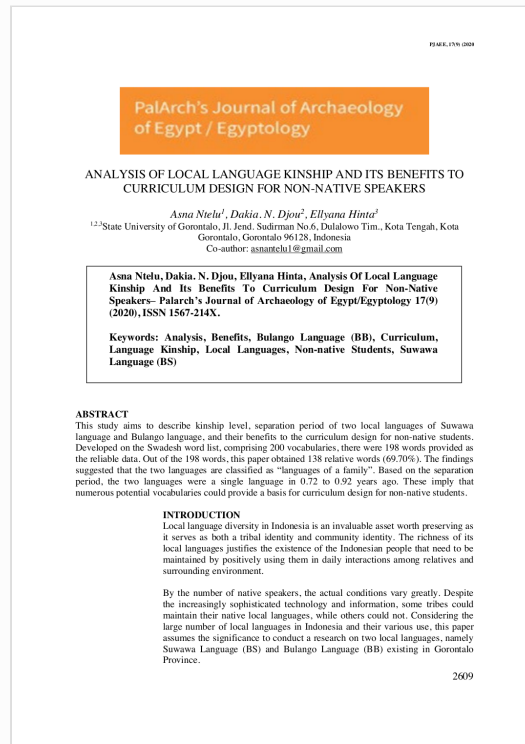 PJAEE, 17(9) (2020
PalArch's Journal of Archaeology
of Egypt / Egyptology
ANALYSIS OF LOCAL LANGUAGE KINSHIP AND ITS BENEFITS TO
CURRICULUM DESIGN FOR NON-NATIVE SPEAKERS
Asna Ntelu1, Dakia. N. Djou2, Ellyana Hinta3
1,2,3State University of Gorontalo, Jl. Jend. Sudirman No.6, Dulalowo Tim., Kota Tengah, Kota
Gorontalo, Gorontalo 96128, Indonesia
Co-author: asnantelu1@gmail.com
Asna Ntelu, Dakia. N. Djou, Ellyana Hinta, Analysis Of Local Language
Kinship And Its Benefits To Curriculum Design For Non-Native
Speakers– Palarch's Journal of Archaeology of Egypt/Egyptology 17(9)
(2020), ISSN 1567-214X.
Keywords: Analysis, Benefits, Bulango Language (BB), Curriculum,
Language Kinship, Local Languages, Non-native Students, Suwawa
Language (BS)
ABSTRACT
This study aims to describe kinship level, separation period of two local languages of Suwawa
language and Bulango language, and their benefits to the curriculum design for non-native students.
Developed on the Swadesh word list, comprising 200 vocabularies, there were 198 words provided as
the reliable data. Out of the 198 words, this paper obtained 138 relative words (69.70%). The findings
suggested that the two languages are classified as “languages of a family”. Based on the separation
period, the two languages were a single language in 0.72 to 0.92 years ago. These imply that
numerous potential vocabularies could provide a basis for curriculum design for non-native students.
INTRODUCTION
Local language diversity in Indonesia is an invaluable asset worth preserving as
it serves as both a tribal identity and community identity. The richness of its
local languages justifies the existence of the Indonesian people that need to be
maintained by positively using them in daily interactions among relatives and
surrounding environment.
By the number of native speakers, the actual conditions vary greatly. Despite
the increasingly sophisticated technology and information, some tribes could
maintain their native local languages, while others could not. Considering the
large number of local languages in Indonesia and their various use, this paper
assumes the significance to conduct a research on two local languages, namely
Suwawa Language (BS) and Bulango Language (BB) existing in Gorontalo
Province.
2609